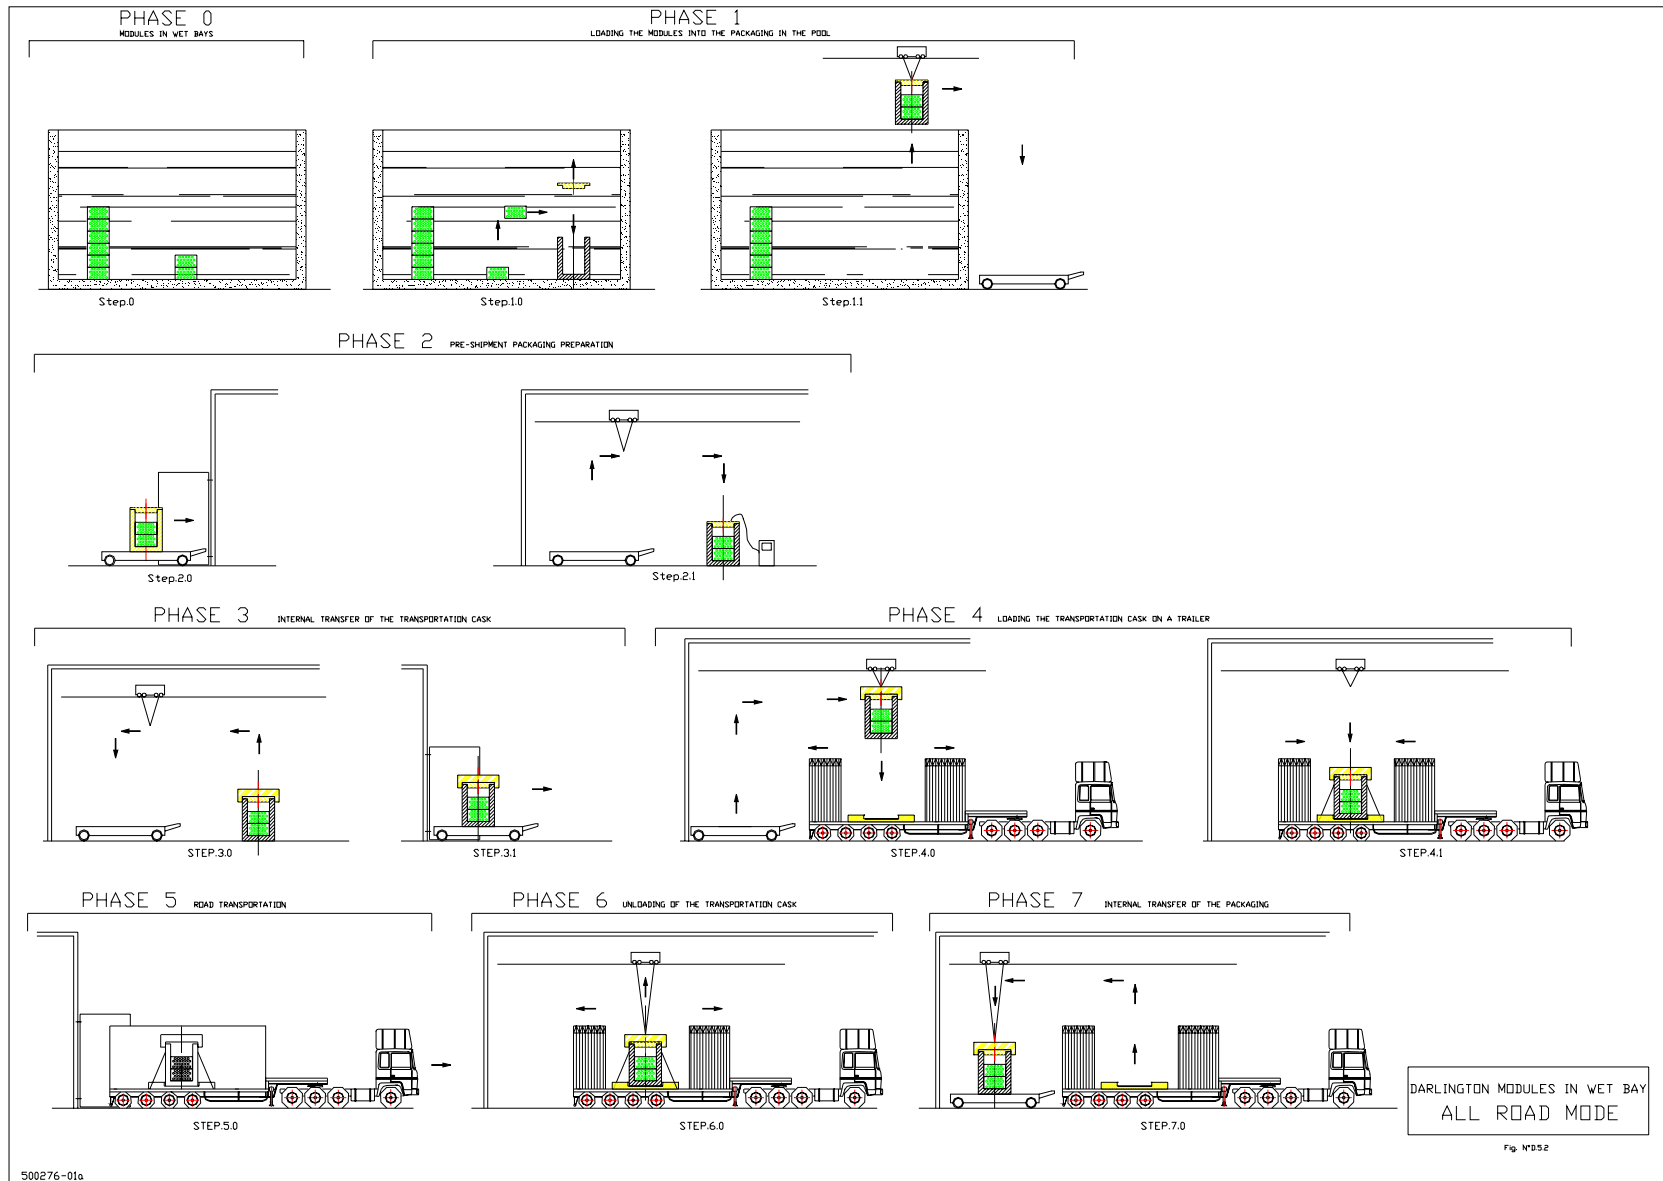 PHASE 0
MODULES IN WET BAYS
PHASE 1
LOADING THE MODULES INTO THE PACKAGING IN THE POOL
Step.0
Step.1.0
Step.1.1
PHASE 2 PRE-SHIPMENT PACKAGING PREPARATION
Step.2.0
Step.2.1
PHASE 3 INTERNAL TRANSFER OF THE TRANSPORTATION CASK
PHASE 4 LOADING THE TRANSPORTATION CASK ON A TRAILER
STEP.3.0
STEP.3.1
STEP.4.0
STEP.4.1
PHASE 5 ROAD TRANSPORTATION
PHASE 6 UNLOADING OF THE TRANSPORTATION CASK
PHASE 7 INTERNAL TRANSFER OF THE PACKAGING
STEP.5.0
STEP.6.0
STEP.7.0
DARLINGTON MODULES IN WET BAY
ALL ROAD MODE
Fig. N°D.5.2
500276-01a